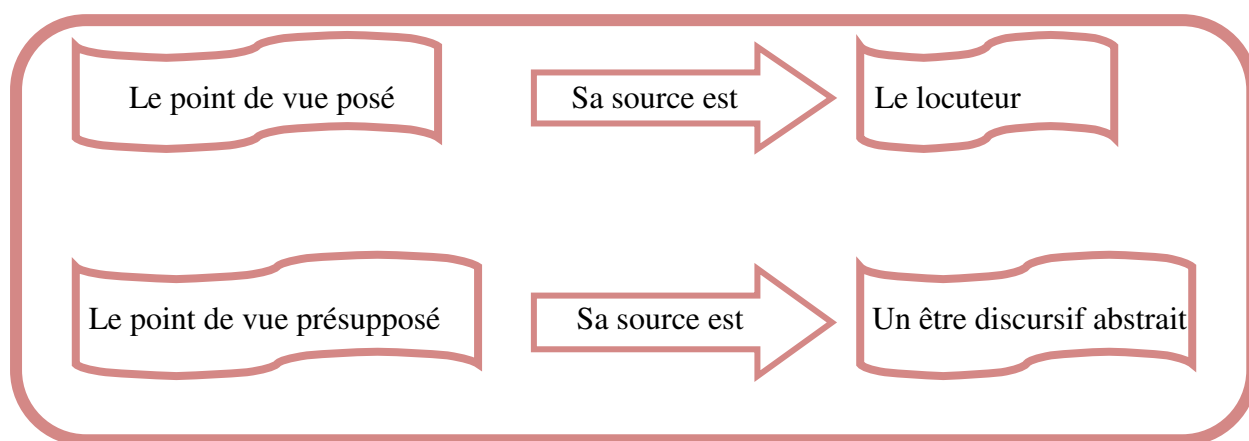 Le point de vue posé
Sa source est
Le locuteur
Le point de vue présupposé
Sa source est
Un être discursif abstrait